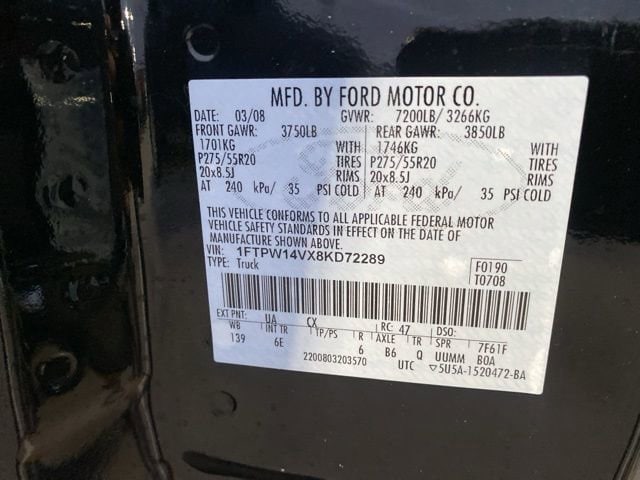 MFD. BY FORD MOTOR CO.
DATE: 03/08 GVWR: 7200LB/ 3266KG
FRONT GAWR: 3750LB REAR GAWR: 3850LB
1701KG WITH 1746KG WITH
P275/55R20 TIRES P275/55R20 TIRES
20x8.5J RIMS 20x8.5J RIMS
AT 240 kPa/ 35 PSI COLD AT 240 kPa/ 35 PSI COLD
THIS VEHICLE CONFORMS TO ALL APPLICABLE FEDERAL MOTOR
VEHICLE SAFETY STANDARDS IN EFFECT ON THE DATE OF
MANUFACTURE SHOWN ABOVE.
VIN: 1FTPW14VX8KD72289 F0190
TYPE: Truck T0708
EXT PNT: UA CX RC: 47 DSO:
WB INT TR TP/PS R AXLE TR SPR 7F61F
139 6E 6 B6 Q UUMM BOA
2200803203570 UTC ▽5U5A-1520472-BA